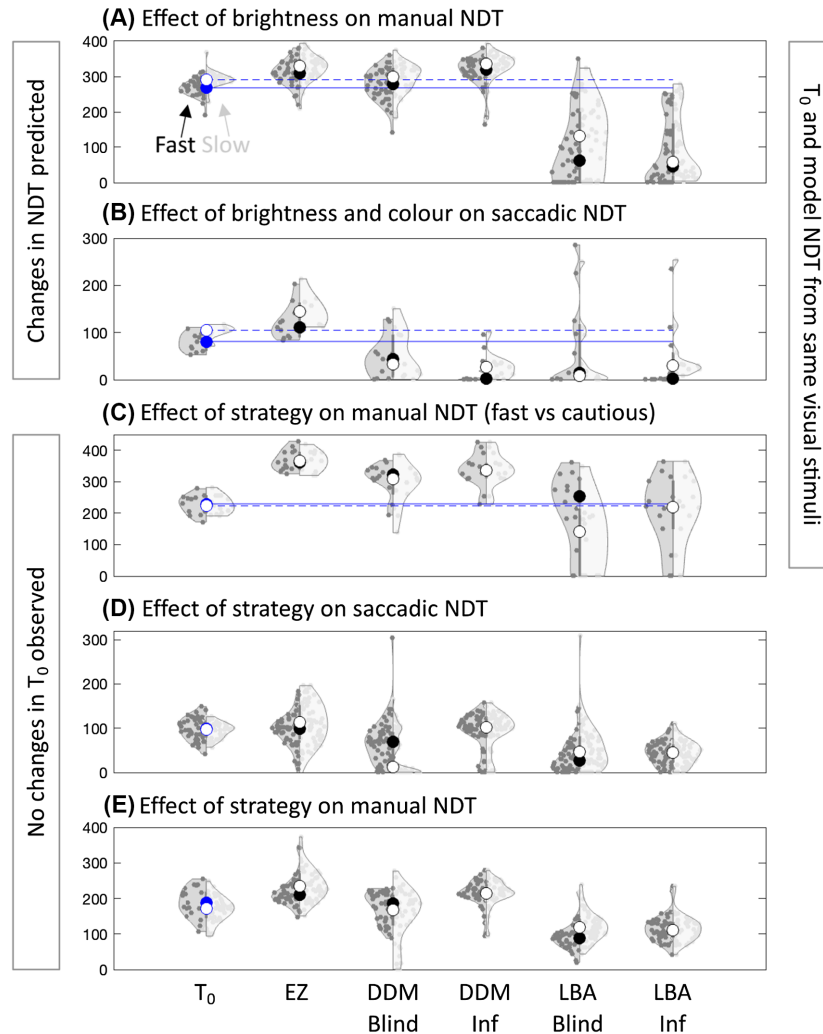 (A) Effect of brightness on manual NDT
400
300
200
100
0
Fast Slow
(B) Effect of brightness and colour on saccadic NDT
300
200
100
0
Changes in NDT predicted
T0 and model NDT from same visual stimuli
(C) Effect of strategy on manual NDT (fast vs cautious)
400
300
200
100
0
(D) Effect of strategy on saccadic NDT
300
200
100
0
No changes in T0 observed
(E) Effect of strategy on manual NDT
400
300
200
100
0
T0 EZ DDM DDM LBA LBA
Blind Inf Blind Inf